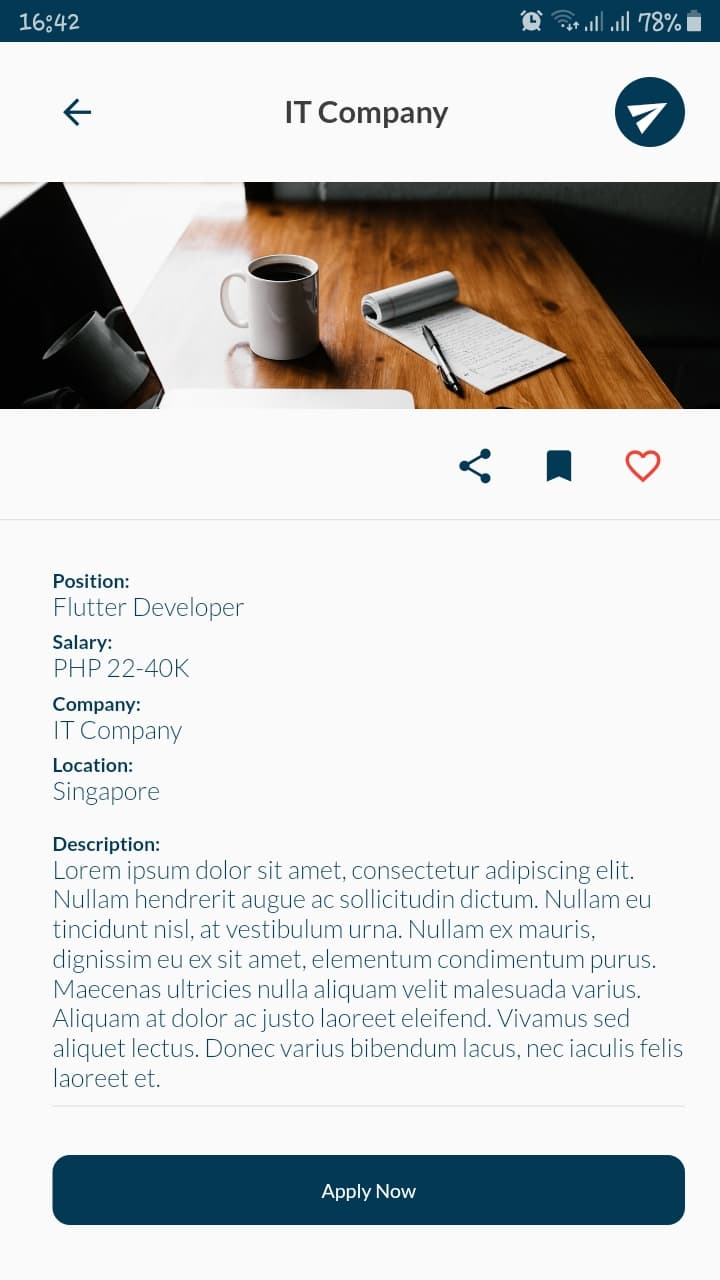 16:42
78%
IT Company
Position:
Flutter Developer
Salary:
PHP 22-40K
Company:
IT Company
Location:
Singapore
Description:
Lorem ipsum dolor sit amet, consectetur adipiscing elit.
Nullam hendrerit augue ac sollicitudin dictum. Nullam eu
tincidunt nisl, at vestibulum urna. Nullam ex mauris,
dignissim eu ex sit amet, elementum condimentum purus.
Maecenas ultricies nulla aliquam velit malesuada varius.
Aliquam at dolor ac justo laoreet eleifend. Vivamus sed
aliquet lectus. Donec varius bibendum lacus, nec iaculis felis
laoreet et.
Apply Now